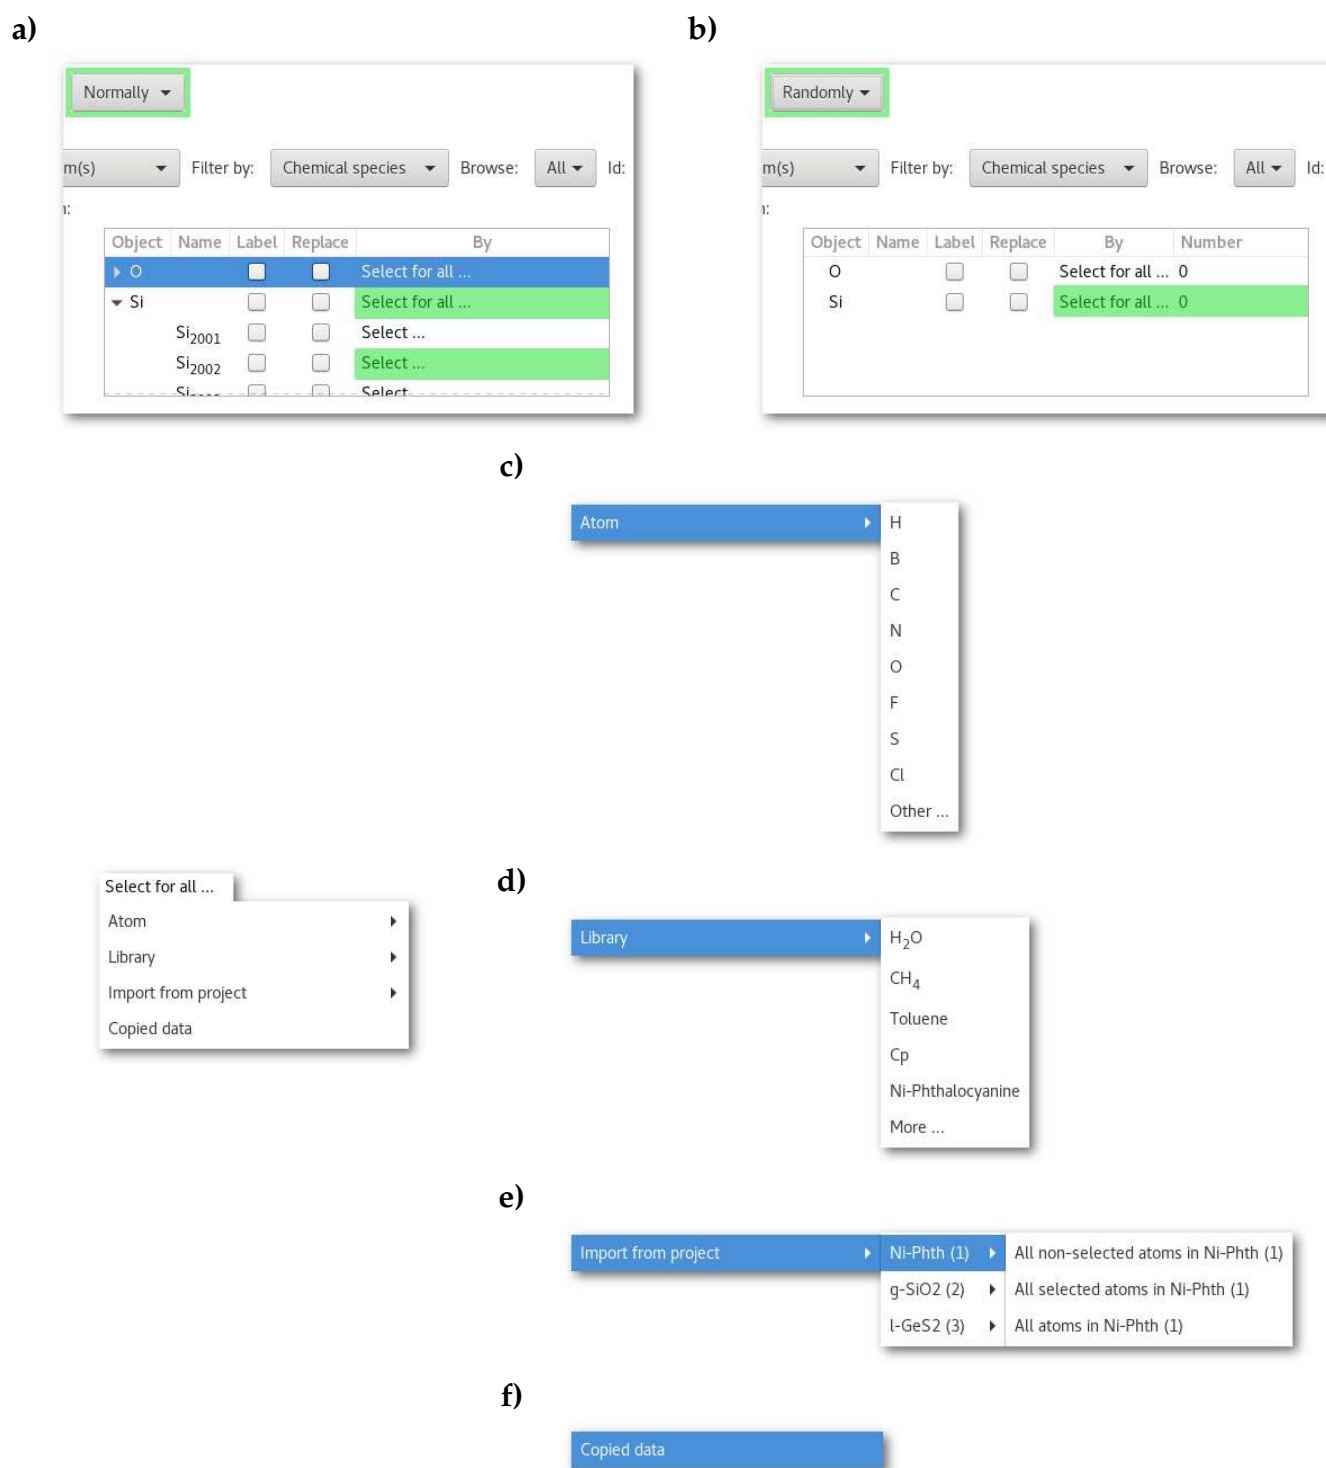 a)
b)
Normally
Randomly
m(s) Filter by: Chemical species Browse: All Id:
m(s) Filter by: Chemical species Browse: All Id:
Object Name Label Replace By
O Select for all ...
Si Select for all ...
Si2001 Select ...
Si2002 Select ...
Select
Object Name Label Replace By Number
O Select for all ... 0
Si Select for all ... 0
c)
Atom
H
B
C
N
O
F
S
Cl
Other ...
Select for all ...
Atom
Library
Import from project
Copied data
d)
Library
H2O
CH4
Toluene
Cp
Ni-Phthalocyanine
More ...
e)
Import from project Ni-Phth (1) All non-selected atoms in Ni-Phth (1)
g-SiO2 (2) All selected atoms in Ni-Phth (1)
l-GeS2 (3) All atoms in Ni-Phth (1)
f)
Copied data